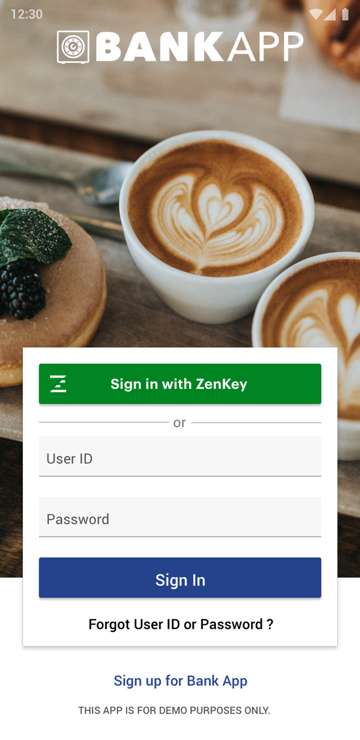 12:30
BANKAPP
Sign in with ZenKey
or
User ID
Password
Sign In
Forgot User ID or Password ?
Sign up for Bank App
THIS APP IS FOR DEMO PURPOSES ONLY.